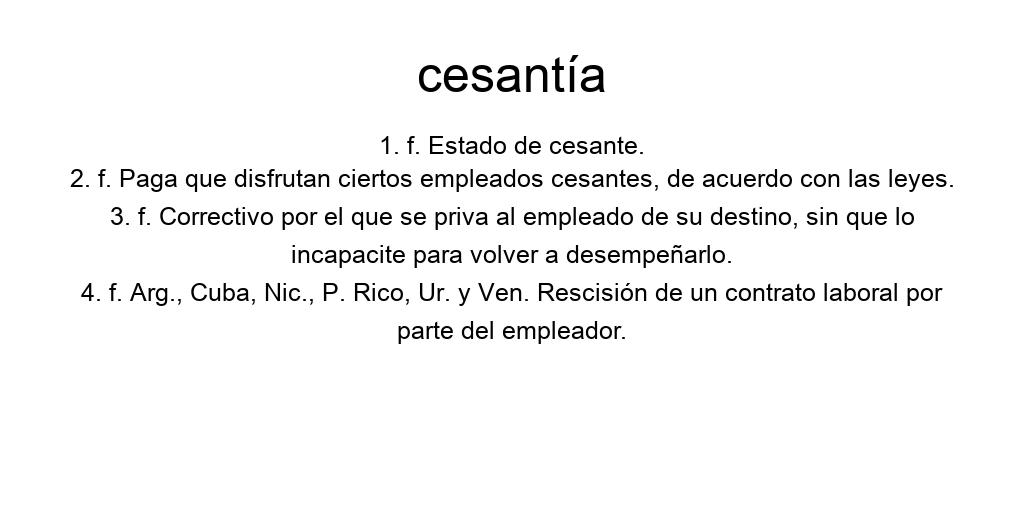 cesantía
1. f. Estado de cesante.
2. f. Paga que disfrutan ciertos empleados cesantes, de acuerdo con las leyes.
3. f. Correctivo por el que se priva al empleado de su destino, sin que lo
incapacite para volver a desempeñarlo.
4. f. Arg., Cuba, Nic., P. Rico, Ur. y Ven. Rescisión de un contrato laboral por
parte del empleador.